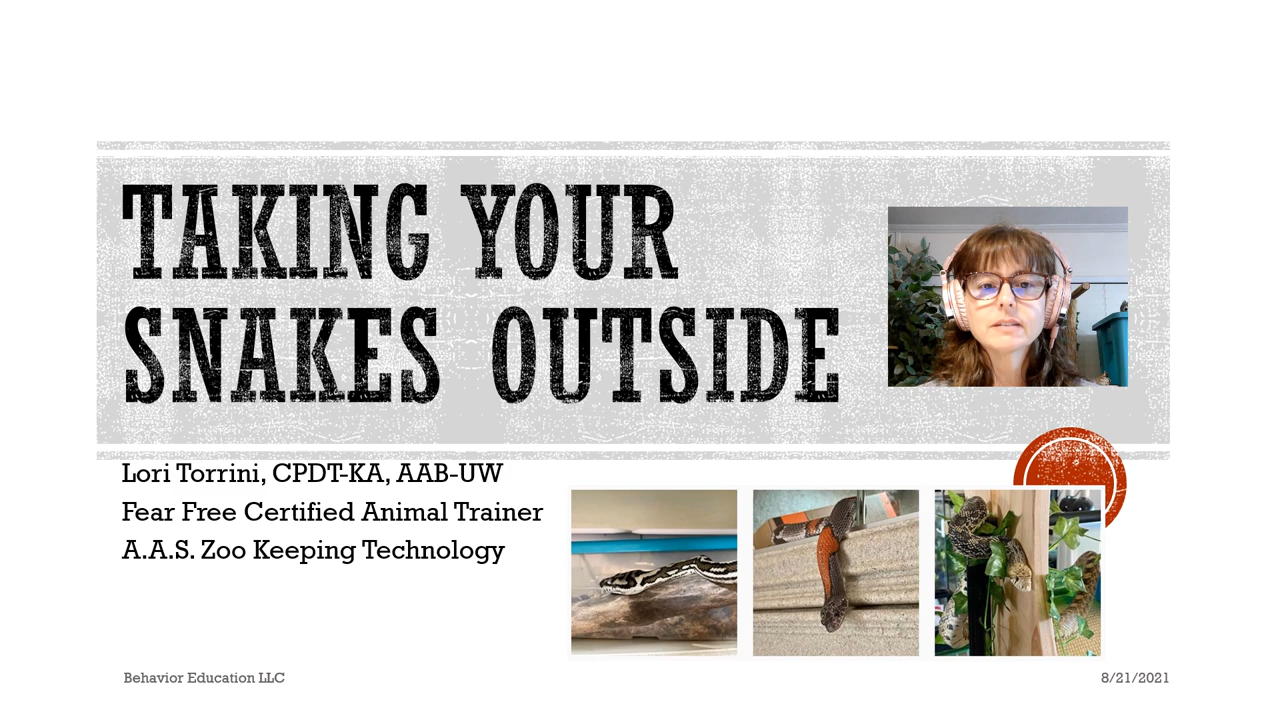 TAKING YOUR
SNAKES OUTSIDE
Lori Torrini, CPDT-KA, AAB-UW
Fear Free Certified Animal Trainer
A.A.S. Zoo Keeping Technology
Behavior Education LLC
8/21/2021